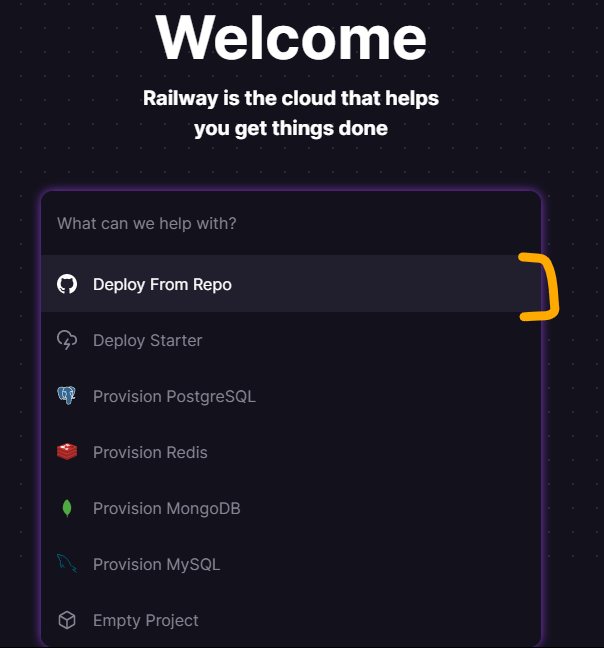 Welcome
Railway is the cloud that helps
you get things done
What can we help with?
Deploy From Repo
Deploy Starter
Provision PostgreSQL
Provision Redis
Provision MongoDB
Provision MySQL
Empty Project